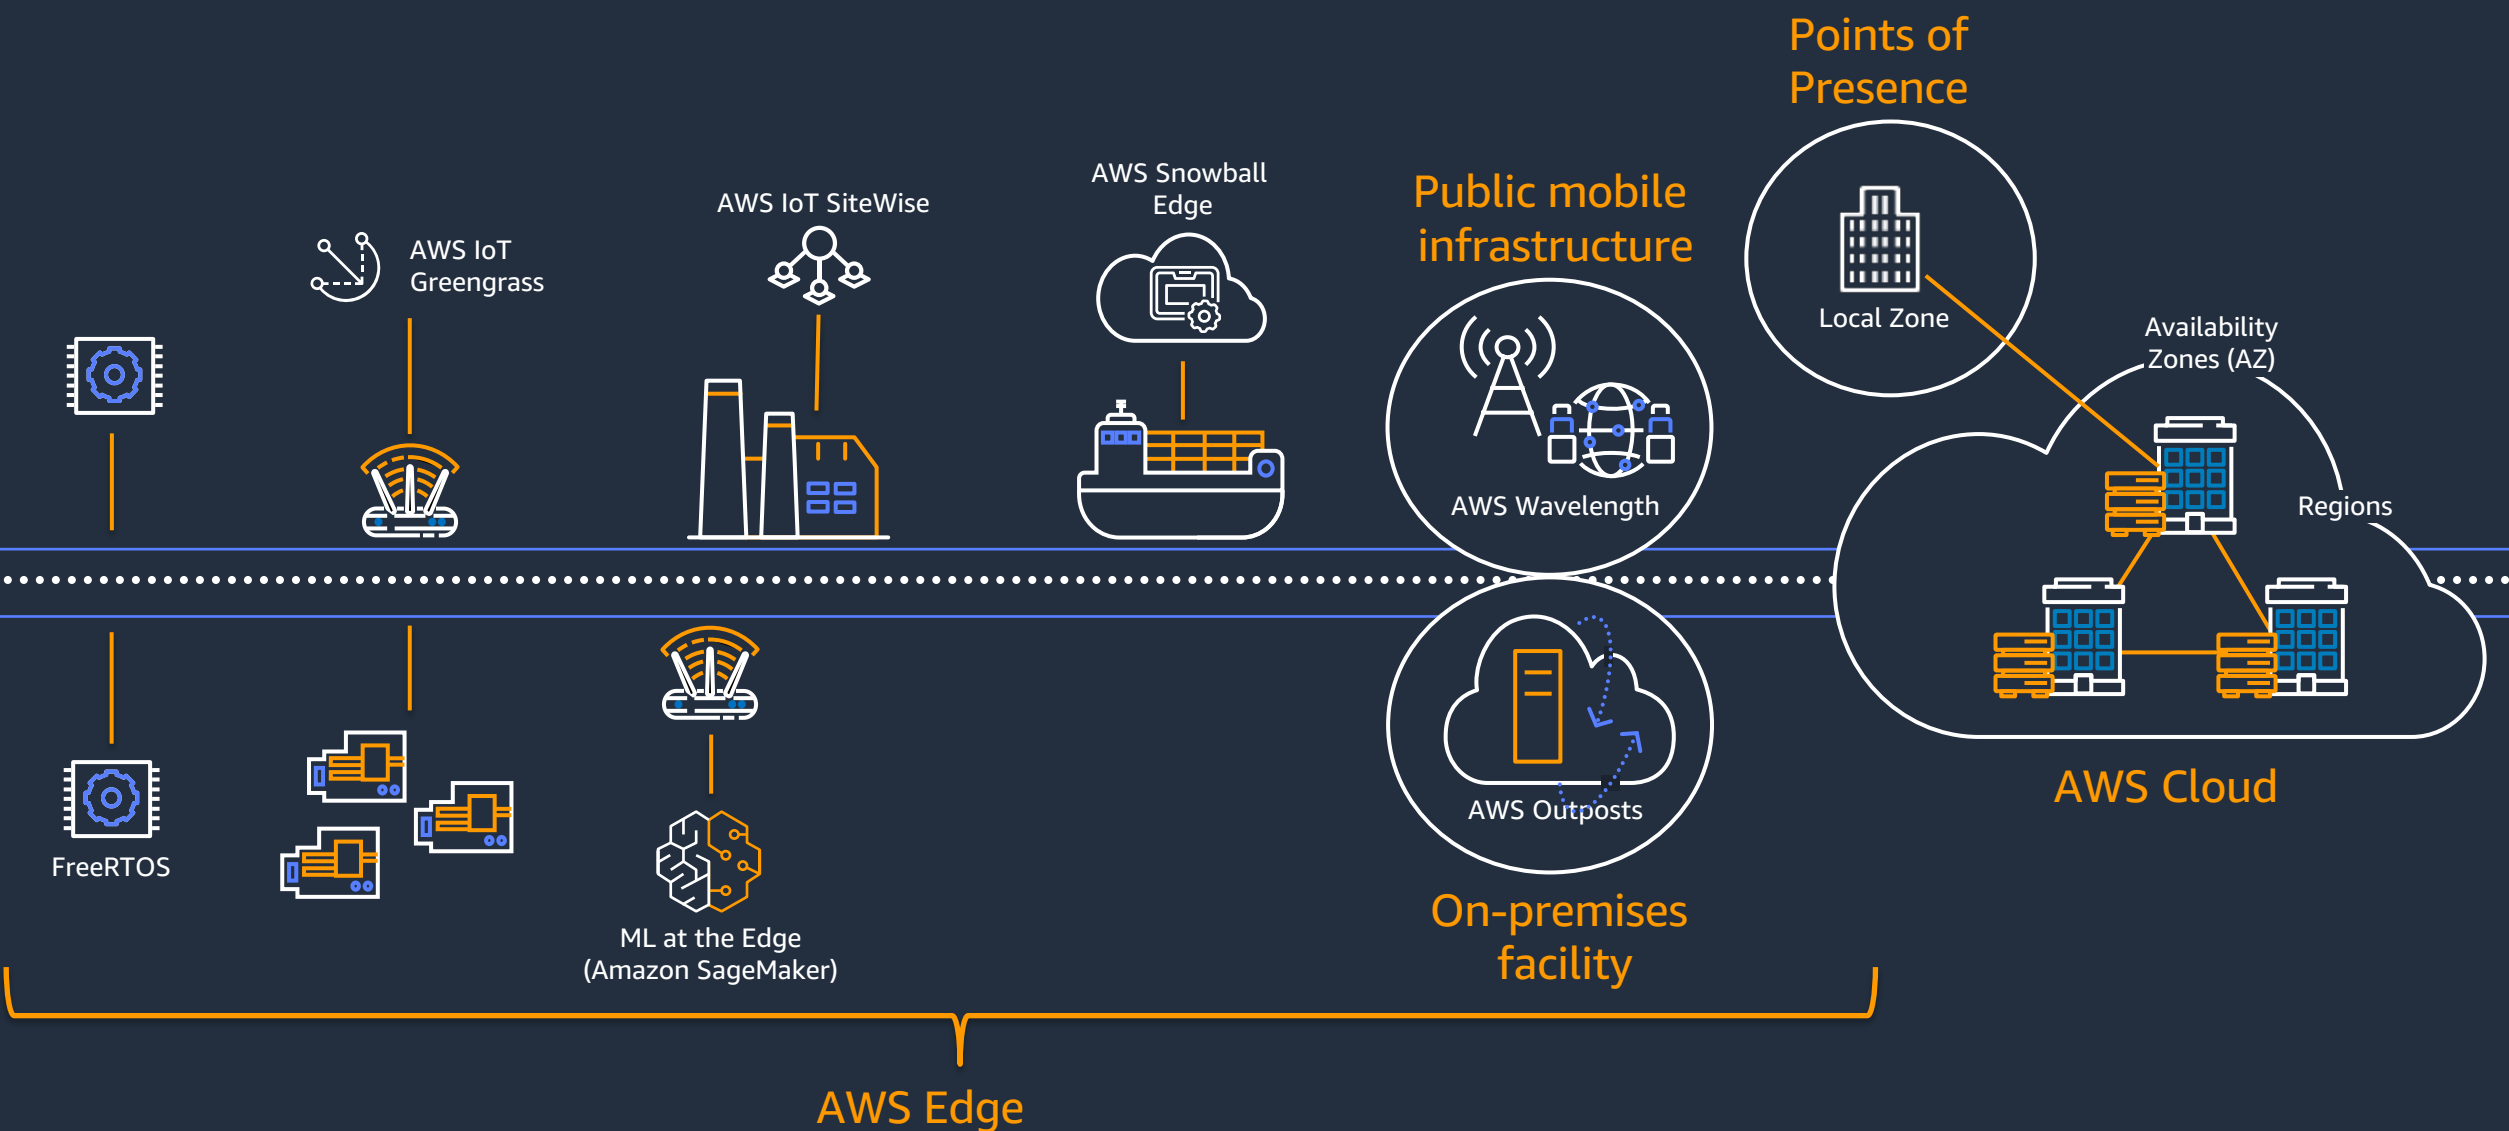 Points of
Presence
AWS Snowball
Edge
Public mobile
infrastructure
AWS IoT SiteWise
AWS IoT
Greengrass
Local Zone
Availability
Zones (AZ)
AWS Wavelength
Regions
AWS Cloud
AWS Outposts
FreeRTOS
On-premises
facility
ML at the Edge
(Amazon SageMaker)
AWS Edge